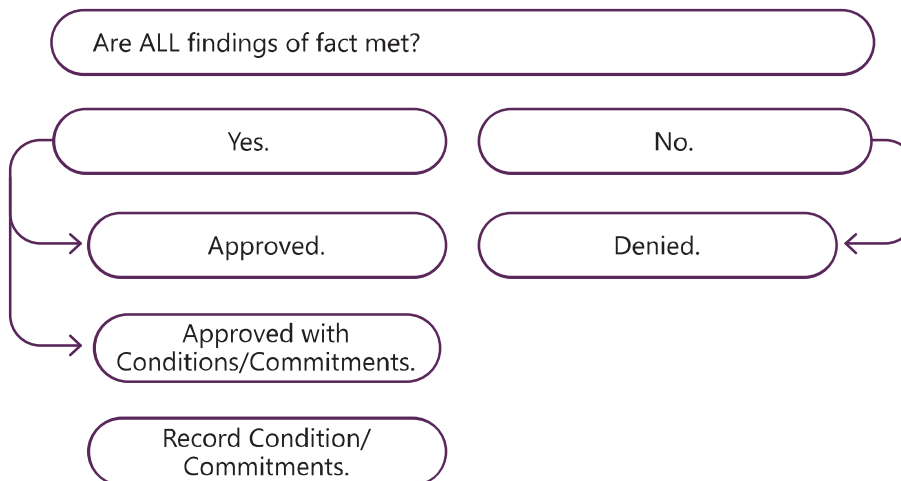 Are ALL findings of fact met?
Yes.
No.
Approved.
Denied.
Approved with
Conditions/Commitments.
Record Condition/
Commitments.